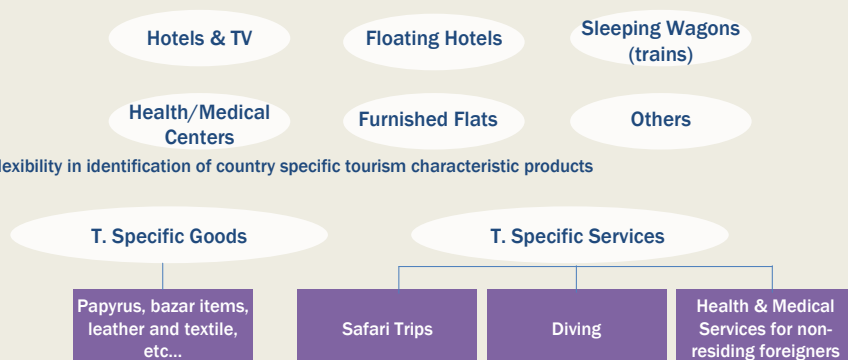 Hotels & TV
Floating Hotels
Sleeping Wagons
(trains)
Health/Medical
Centers
Furnished Flats
Others
lexibility in identification of country specific tourism characteristic products
T. Specific Goods
T. Specific Services
Papyrus, bazar items,
leather and textile,
etc...
Safari Trips
Diving
Health & Medical
Services for non-
residing foreigners